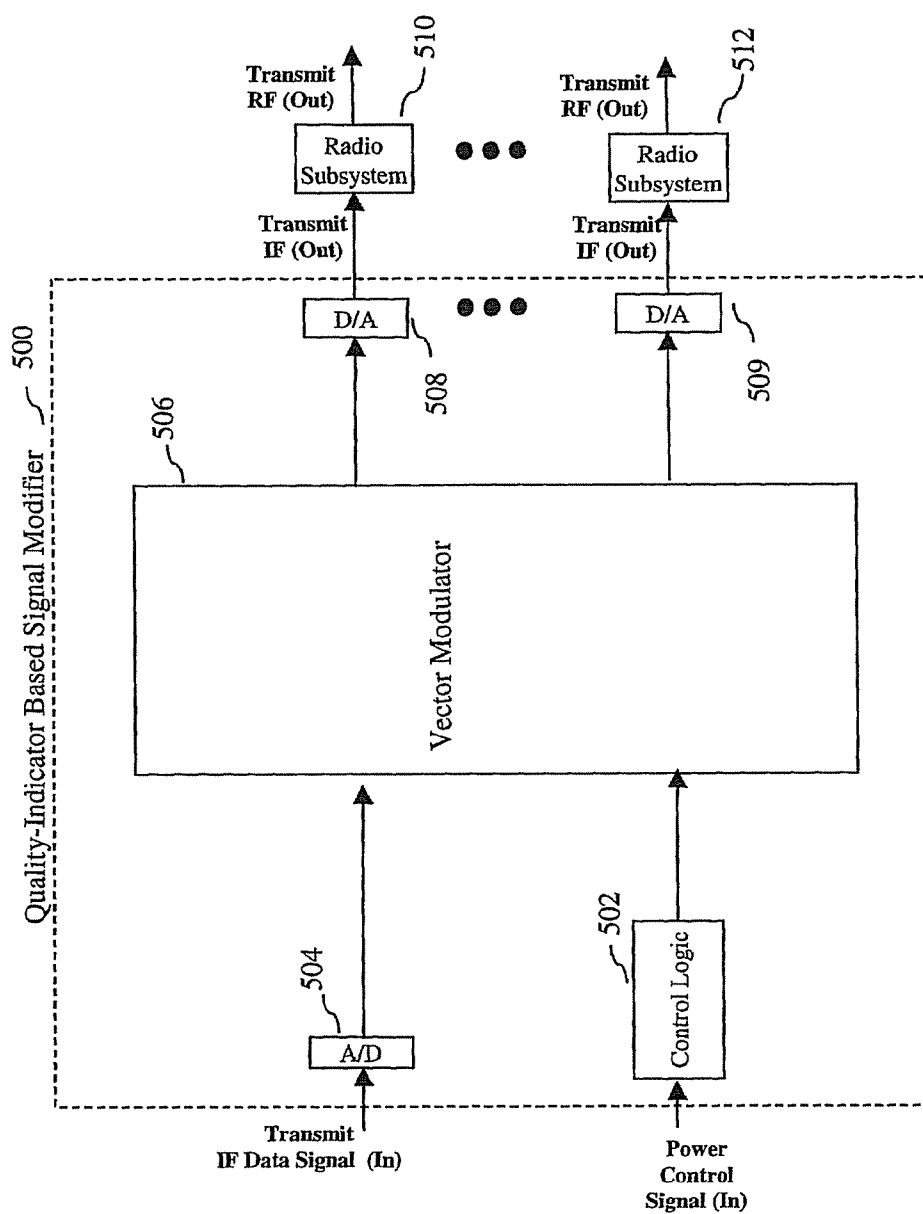 Quality-Indicator Based Signal Modifier
500
Transmit
IF Data Signal (In)
A/D
504
Power
Control
Signal (In)
Control Logic
502
Vector Modulator
506
D/A
508
D/A
509
Transmit
IF (Out)
Radio
Subsystem
510
Transmit
RF (Out)
Transmit
IF (Out)
Radio
Subsystem
512
Transmit
RF (Out)